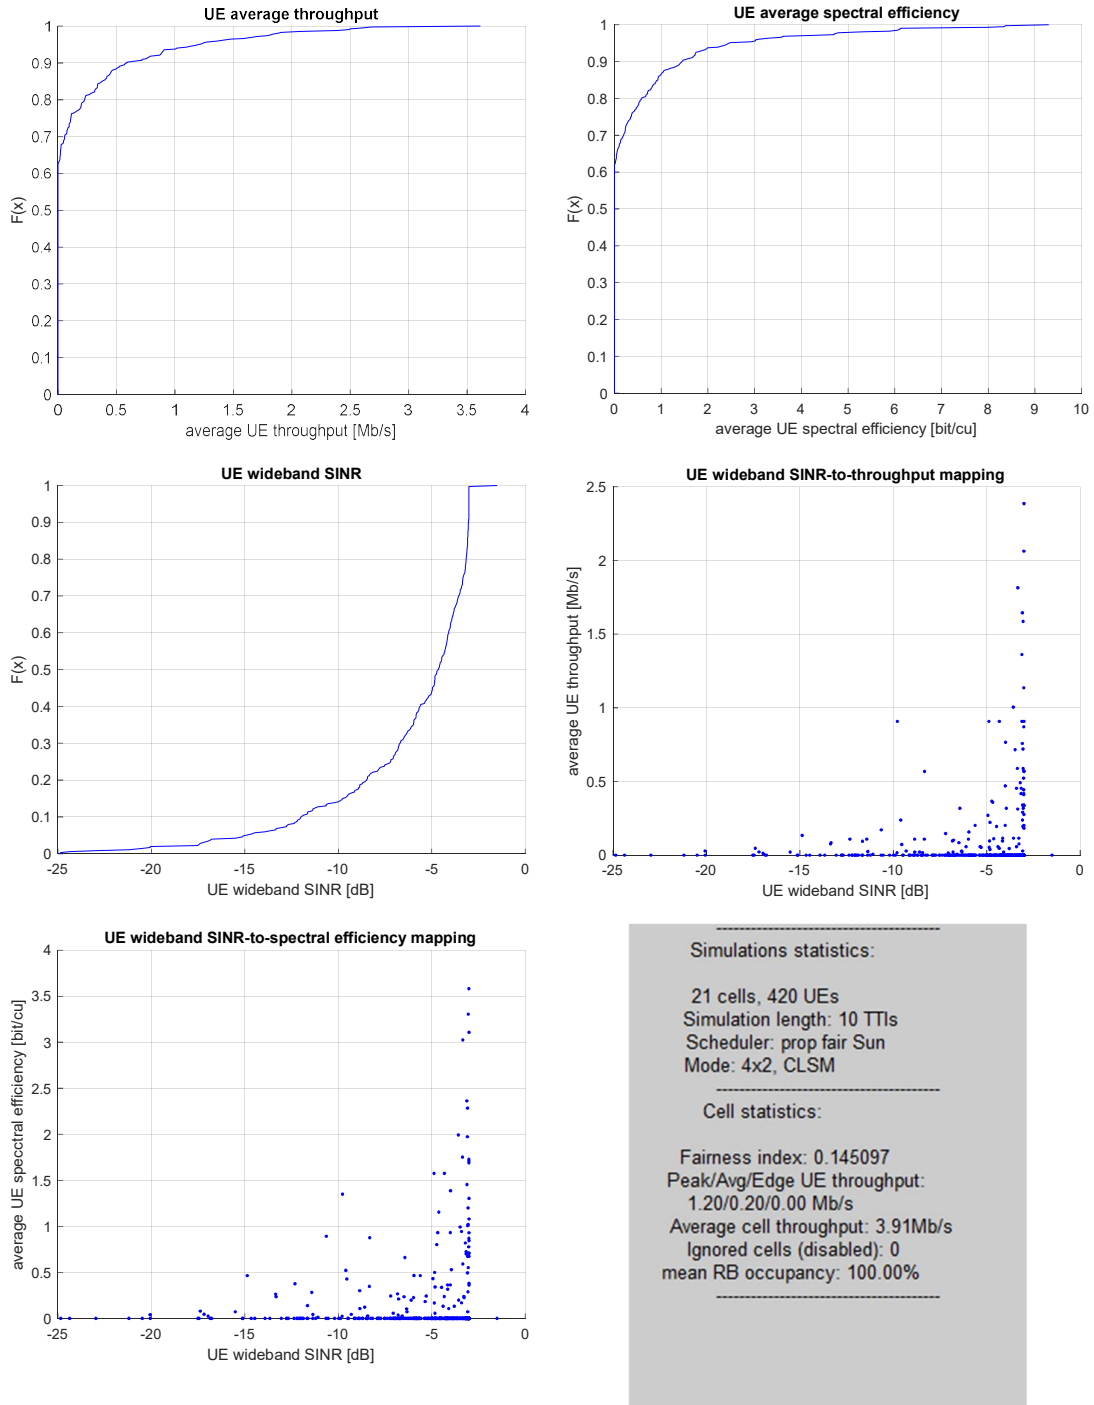 UE average throughput
1
0.9
0.8
0.7
0.6
0.5
0.4
0.3
0.2
0.1
0
F(x)
0 0.5 1 1.5 2 2.5 3 3.5 4
average UE throughput [Mb/s]
UE average spectral efficiency
1
0.9
0.8
0.7
0.6
0.5
0.4
0.3
0.2
0.1
0
F(x)
0 1 2 3 4 5 6 7 8 9 10
average UE spectral efficiency [bit/cu]
UE wideband SINR
1
0.9
0.8
0.7
0.6
0.5
0.4
0.3
0.2
0.1
0
F(x)
-25 -20 -15 -10 -5 0
UE wideband SINR [dB]
UE wideband SINR-to-throughput mapping
2.5
2
1.5
1
0.5
0
average UE throughput [Mb/s]
-25 -20 -15 -10 -5 0
UE wideband SINR [dB]
UE wideband SINR-to-spectral efficiency mapping
4
3.5
3
2.5
2
1.5
1
0.5
0
average UE specctral efficiency [bit/cu]
-25 -20 -15 -10 -5 0
UE wideband SINR [dB]
----------------------------------------
Simulations statistics:
21 cells, 420 UEs
Simulation length: 10 TTIs
Scheduler: prop fair Sun
Mode: 4x2, CLSM
----------------------------------------
Cell statistics:
Fairness index: 0.145097
Peak/Avg/Edge UE throughput:
1.20/0.20/0.00 Mb/s
Average cell throughput: 3.91Mb/s
Ignored cells (disabled): 0
mean RB occupancy: 100.00%
----------------------------------------